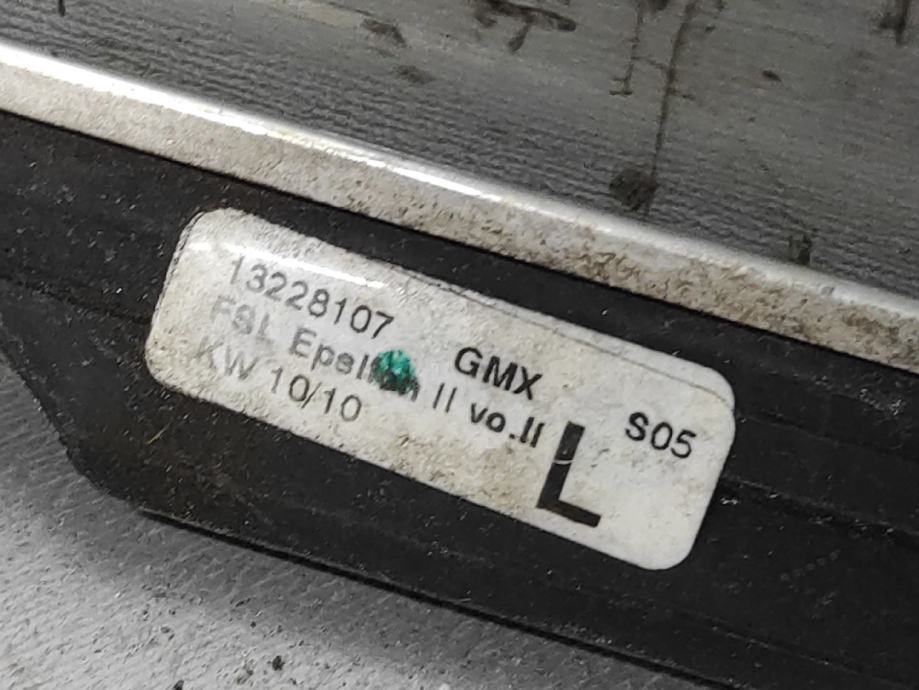 13228107 GMX S05
FSL Epsilon II vo.li
KW 10/10 L